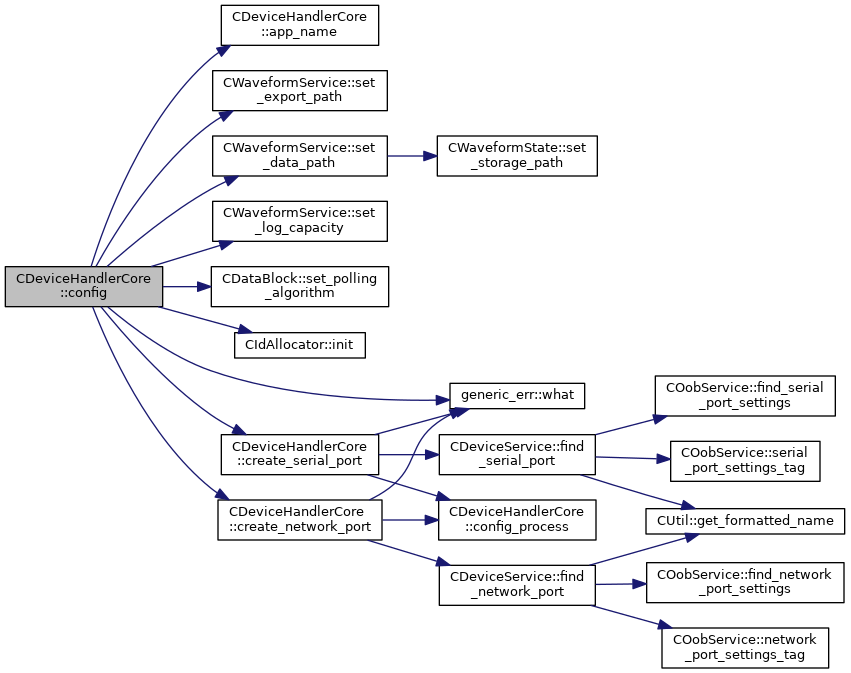 CDeviceHandlerCore
::app_name
CWaveformService::set
_export_path
CWaveformService::set
_data_path
CWaveformState::set
_storage_path
CWaveformService::set
_log_capacity
CDeviceHandlerCore
::config
CDataBlock::set_polling
_algorithm
CIdAllocator::init
generic_err::what
COobService::find_serial
_port_settings
CDeviceHandlerCore
::create_serial_port
CDeviceService::find
_serial_port
COobService::serial
_port_settings_tag
CDeviceHandlerCore
::create_network_port
CDeviceHandlerCore
::config_process
CUtil::get_formatted_name
CDeviceService::find
_network_port
COobService::find_network
_port_settings
COobService::network
_port_settings_tag